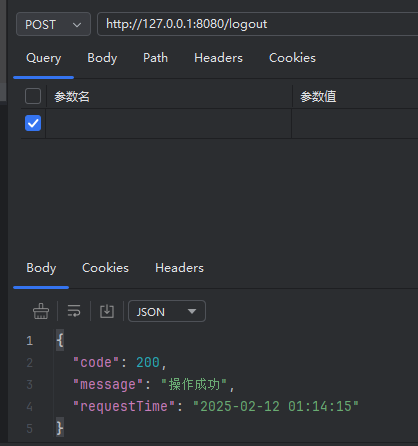 POST http://127.0.0.1:8080/logout
Query Body Path Headers Cookies
参数名 参数值
Body Cookies Headers
JSON
1 {
2 "code": 200,
3 "message": "操作成功",
4 "requestTime": "2025-02-12 01:14:15"
5 }